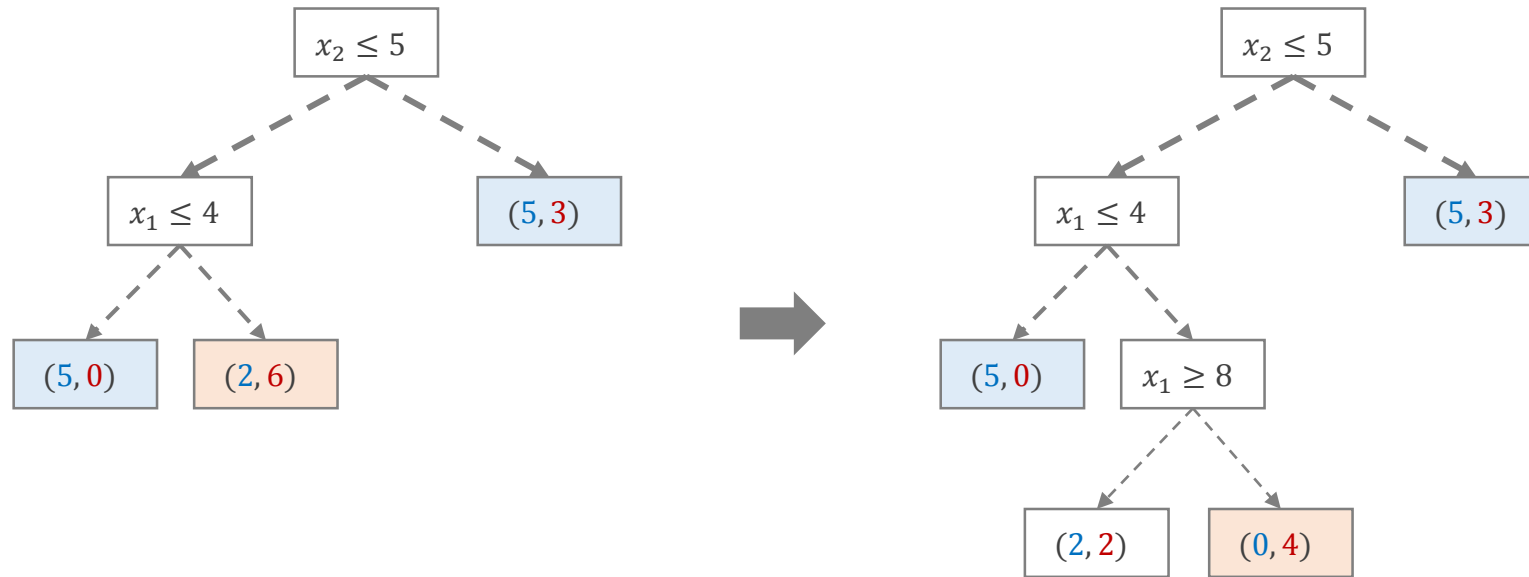 x₂ ≤ 5
x₁ ≤ 4
(5, 3)
(5, 0)
(2, 6)
x₂ ≤ 5
x₁ ≤ 4
(5, 3)
(5, 0)
x₁ ≥ 8
(2, 2)
(0, 4)